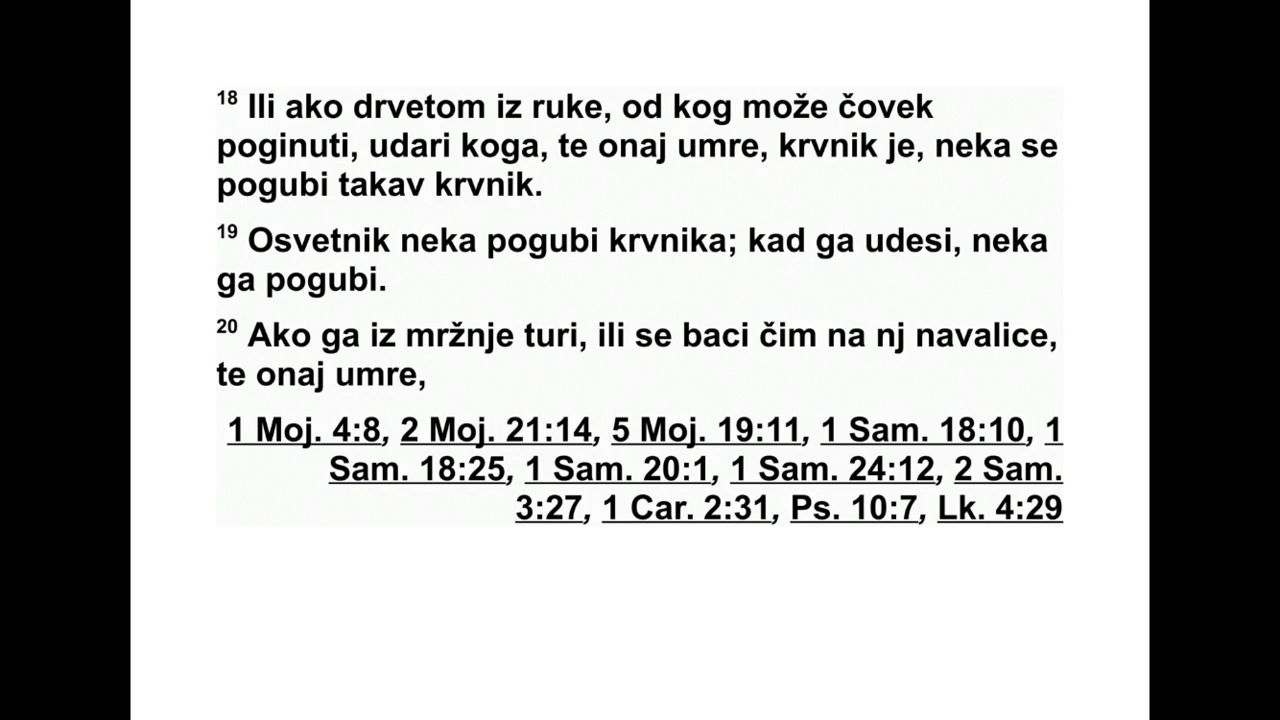 18 Ili ako drvetom iz ruke, od kog može čovek
poginuti, udari koga, te onaj umre, krvnik je, neka se
pogubi takav krvnik.
19 Osvetnik neka pogubi krvnika; kad ga udesi, neka
ga pogubi.
20 Ako ga iz mržnje turi, ili se baci čim na nj navalice,
te onaj umre,
1 Moj. 4:8, 2 Moj. 21:14, 5 Moj. 19:11, 1 Sam. 18:10, 1
Sam. 18:25, 1 Sam. 20:1, 1 Sam. 24:12, 2 Sam.
3:27, 1 Car. 2:31, Ps. 10:7, Lk. 4:29